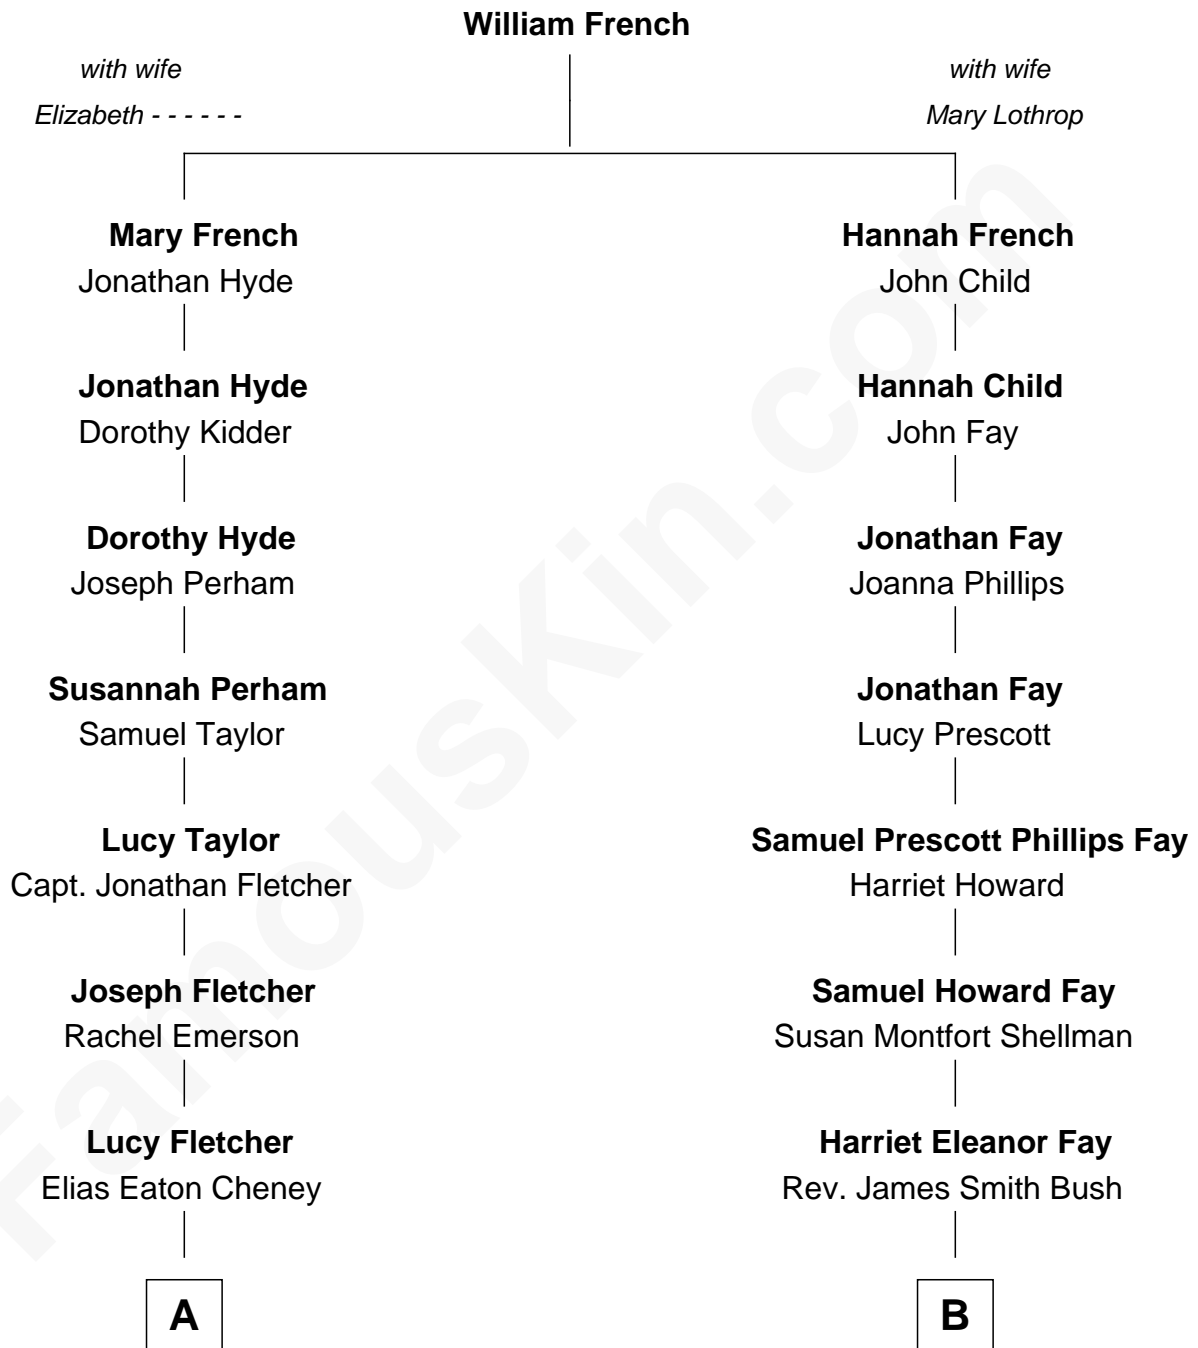 William French
with wife
Elizabeth - - - - - -
with wife
Mary Lothrop
Mary French
Jonathan Hyde
Hannah French
John Child
Jonathan Hyde
Dorothy Kidder
Hannah Child
John Fay
Dorothy Hyde
Joseph Perham
Jonathan Fay
Joanna Phillips
Susannah Perham
Samuel Taylor
Jonathan Fay
Lucy Prescott
Lucy Taylor
Capt. Jonathan Fletcher
Samuel Prescott Phillips Fay
Harriet Howard
Joseph Fletcher
Rachel Emerson
Samuel Howard Fay
Susan Montfort Shellman
Lucy Fletcher
Elias Eaton Cheney
Harriet Eleanor Fay
Rev. James Smith Bush
A
B
FamousKin.com